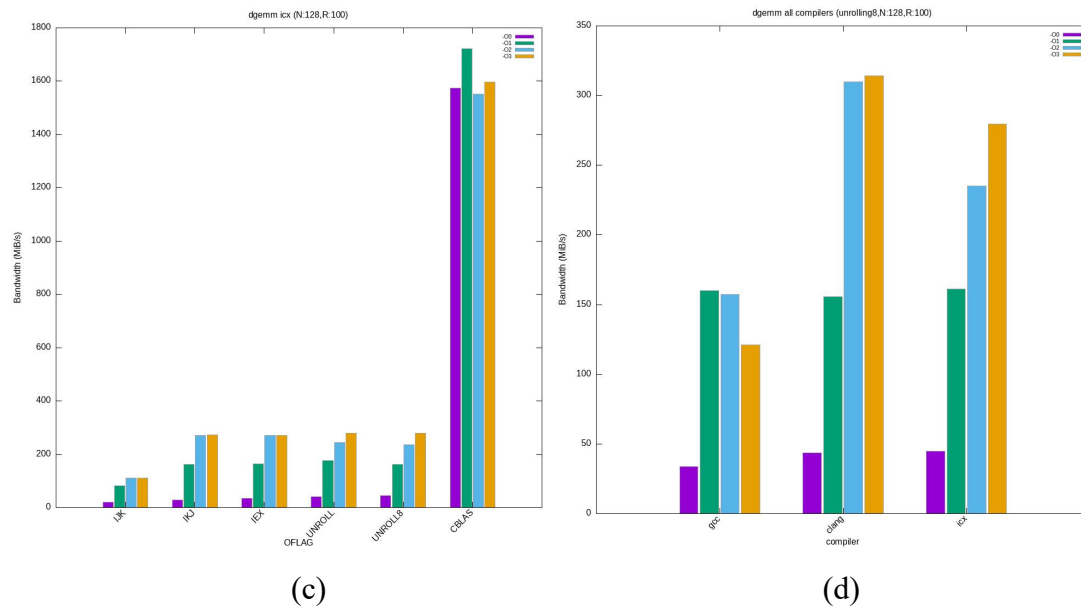 dgemm icx (N:128,R:100)
-O0
-O1
-O2
-O3
1800
1600
1400
1200
1000
800
600
400
200
0
Bandwidth (MiB/s)
IJK
IKJ
IEX
UNROLL
UNROLL8
CBLAS
OFLAG
(c)
dgemm all compilers (unrolling8,N:128,R:100)
-O0
-O1
-O2
-O3
350
300
250
200
150
100
50
0
Bandwidth (MiB/s)
gcc
clang
icx
compiler
(d)